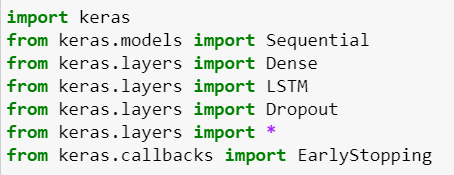 import keras
from keras.models import Sequential
from keras.layers import Dense
from keras.layers import LSTM
from keras.layers import Dropout
from keras.layers import *
from keras.callbacks import EarlyStopping